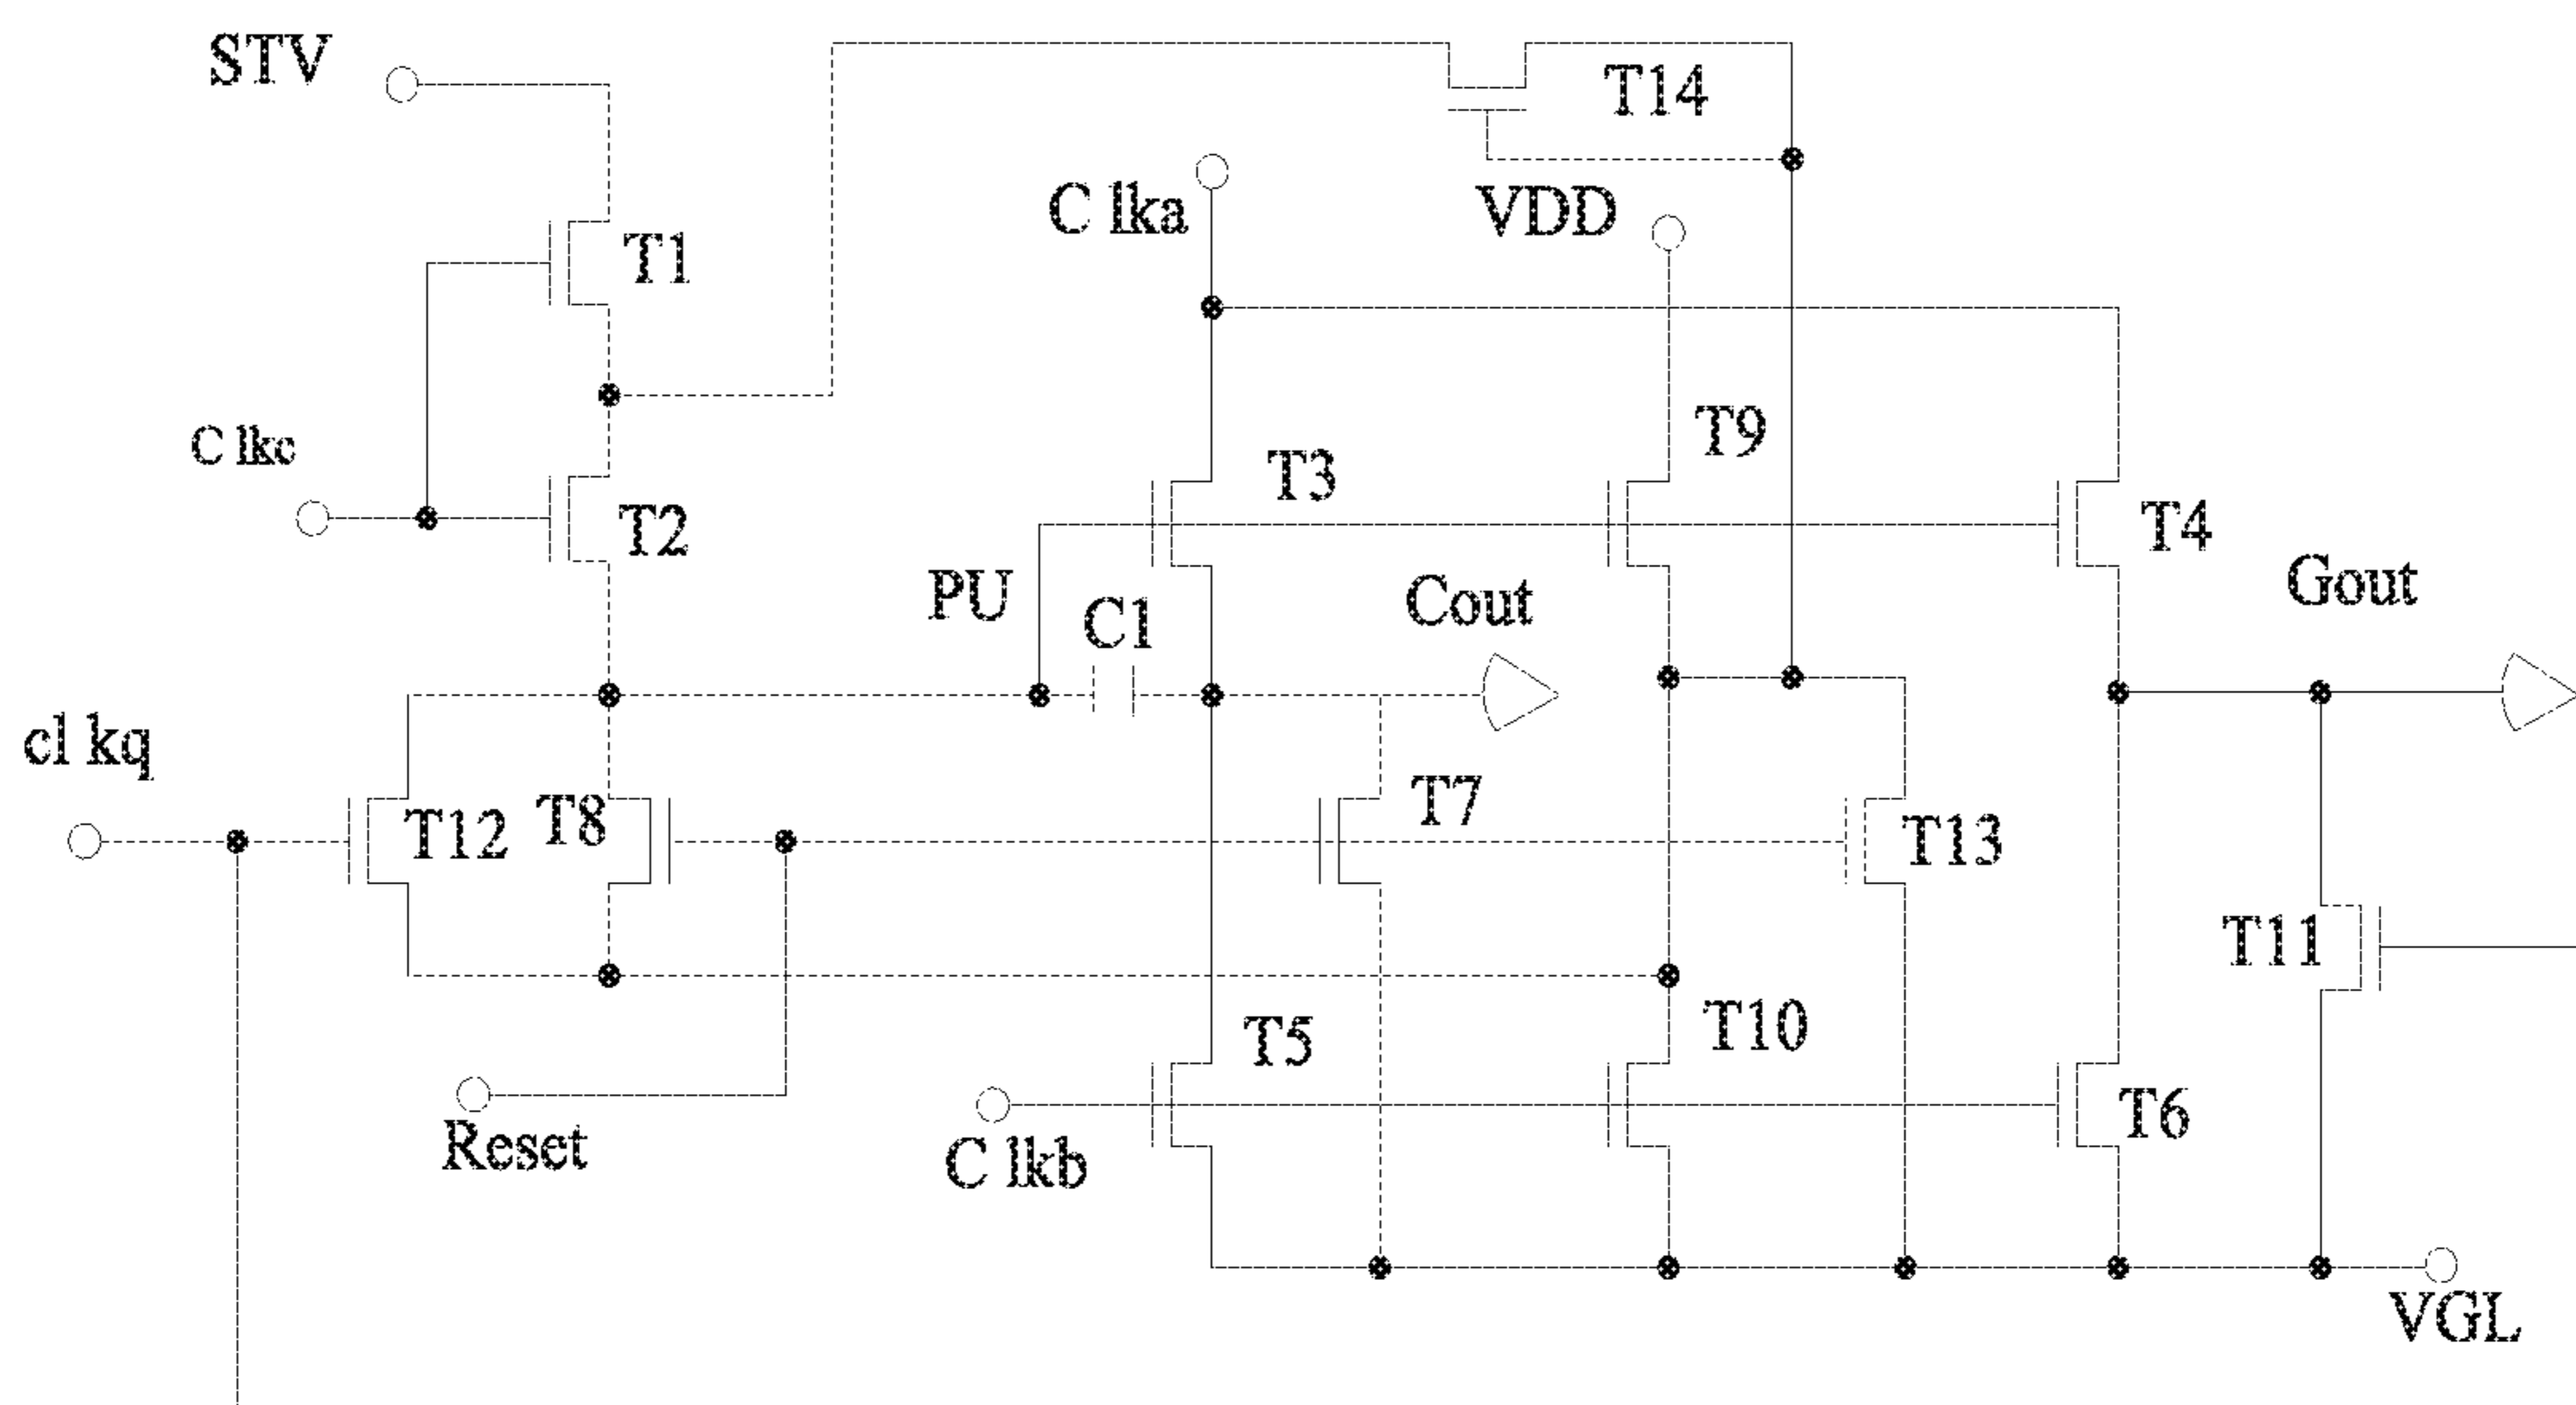 STV
T14
C lka
VDD
T1
C lkc
T9
T3
T2
T4
PU
C1
Cout
Gout
cl kq
T12
T8
T7
T13
T11
T10
T5
Reset
C lkb
T6
VGL